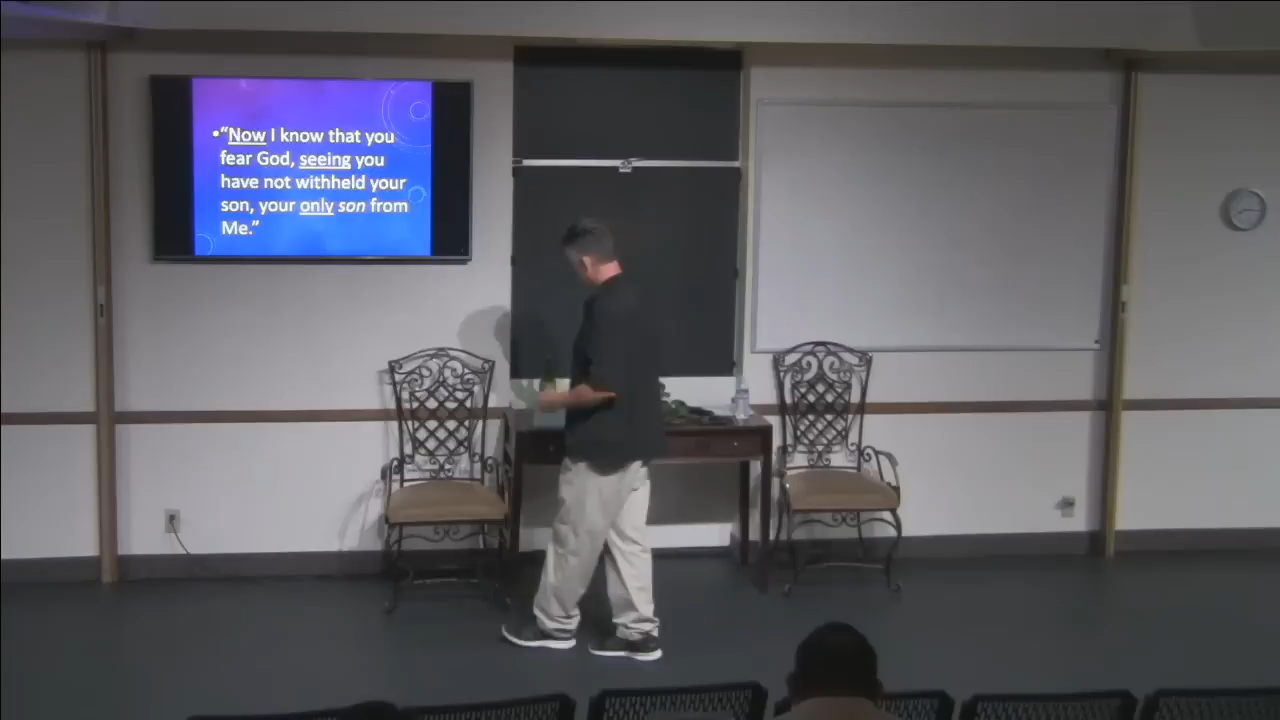 •“Now I know that you
fear God, seeing you
have not withheld your
son, your only son from
Me.”